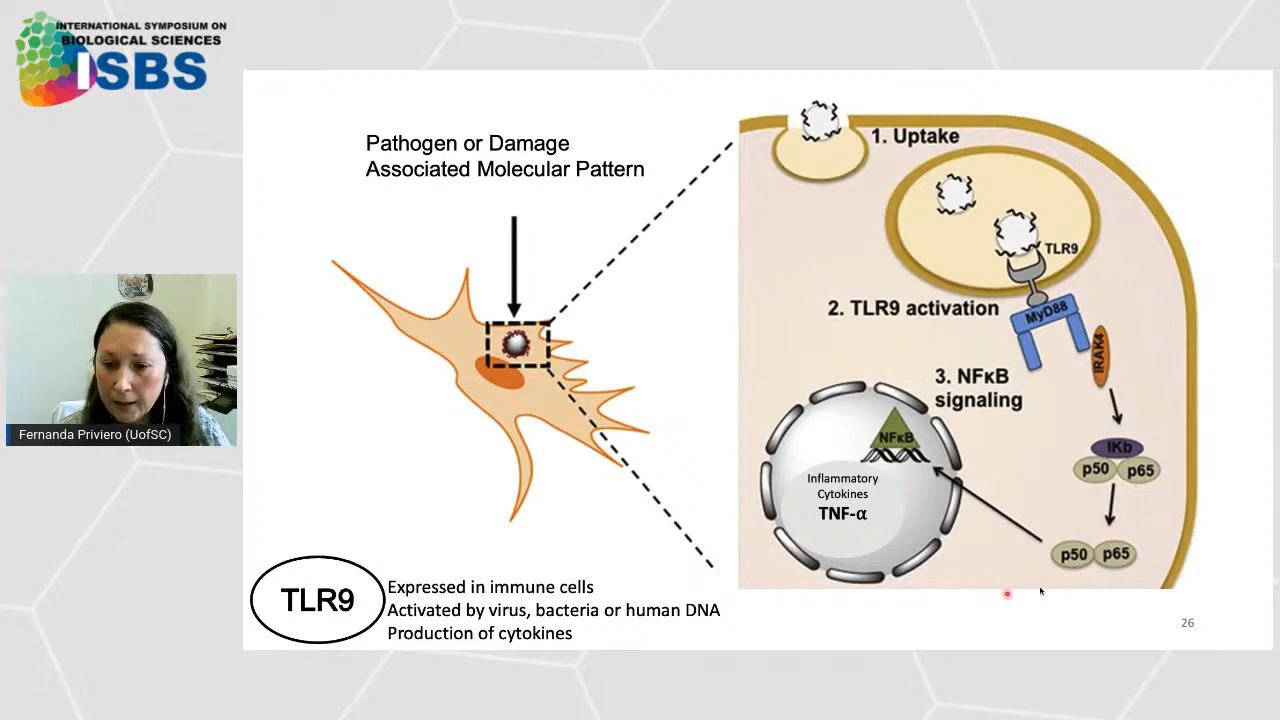 INTERNATIONAL SYMPOSIUM ON
BIOLOGICAL SCIENCES
ISBS
Pathogen or Damage
Associated Molecular Pattern
1. Uptake
TLR9
2. TLR9 activation
MyD88
IRAK4
3. NFκB
signaling
NFκB
IKb
p50 p65
Inflammatory
Cytokines
TNF-α
p50 p65
Fernanda Priviero (UofSC)
TLR9
Expressed in immune cells
Activated by virus, bacteria or human DNA
Production of cytokines
26